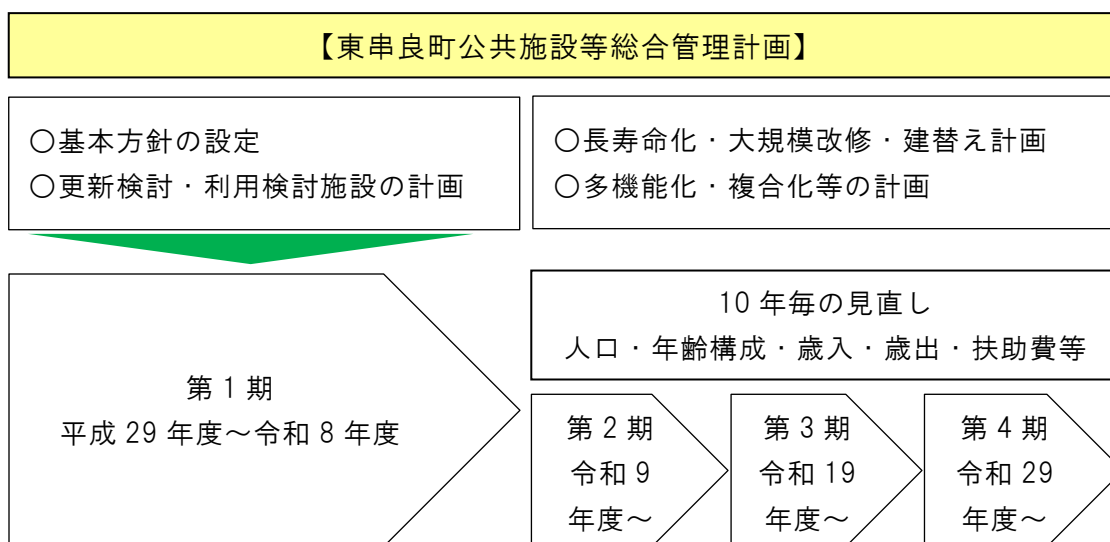 【東串良町公共施設等総合管理計画】
〇基本方針の設定
〇更新検討・利用検討施設の計画
〇長寿命化・大規模改修・建替え計画
〇多機能化・複合化等の計画
第1期
平成29年度～令和8年度
10年毎の見直し
人口・年齢構成・歳入・歳出・扶助費等
第2期
令和9
年度～
第3期
令和19
年度～
第4期
令和29
年度～